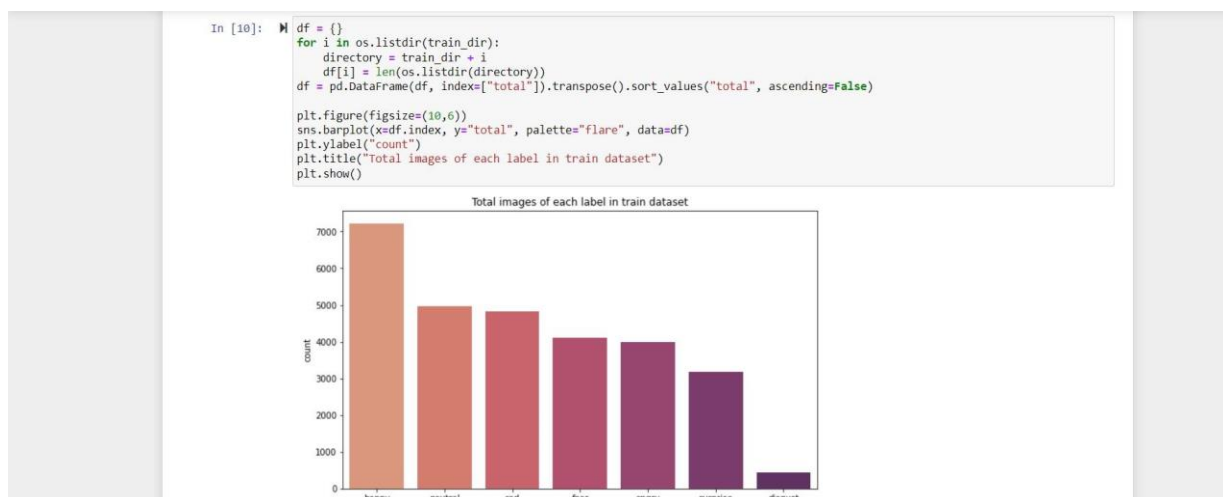 In [10]:
df = {}
for i in os.listdir(train_dir):
    directory = train_dir + i
    df[i] = len(os.listdir(directory))
df = pd.DataFrame(df, index=["total"]).transpose().sort_values("total", ascending=False)
plt.figure(figsize=(10,6))
sns.barplot(x=df.index, y="total", palette="flare", data=df)
plt.ylabel("count")
plt.title("Total images of each label in train dataset")
plt.show()
Total images of each label in train dataset
7000
6000
5000
4000
3000
2000
1000
0
count